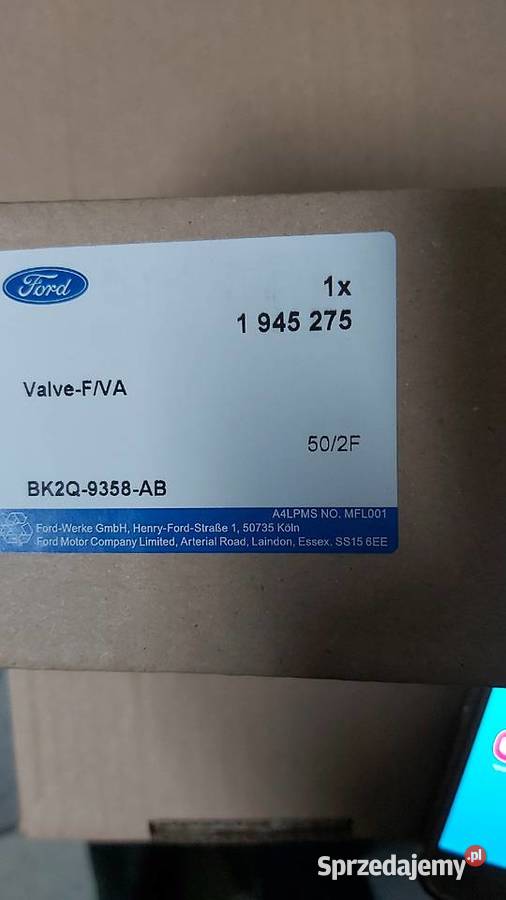 Ford
1x
1 945 275
Valve-F/VA
50/2F
BK2Q-9358-AB
A4LPMS NO. MFL001
Ford-Werke GmbH, Henry-Ford-Straße 1, 50735 Köln
Ford Motor Company Limited, Arterial Road, Laindon, Essex. SS15 6EE
Sprzedajemy.pl